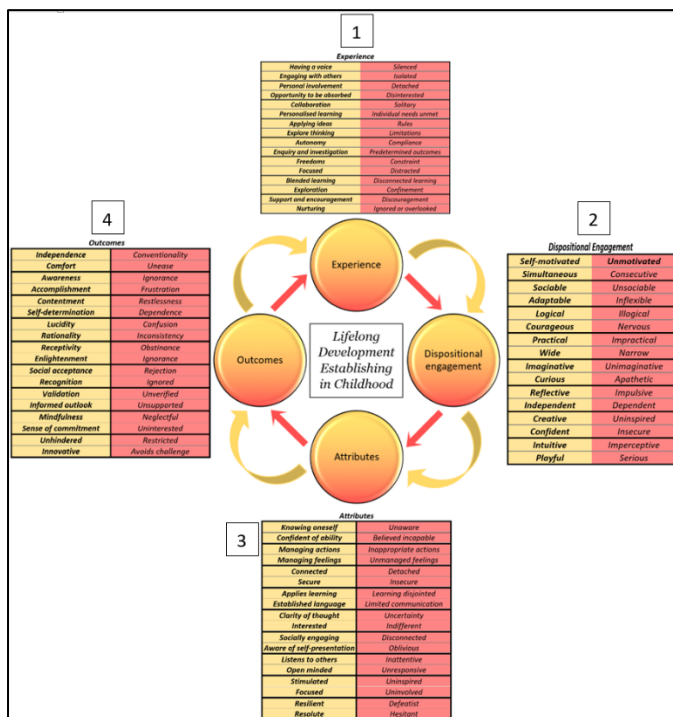 1
Experience
Having a voice Silenced
Engaging with others Isolated
Personal involvement Detached
Opportunity to be absorbed Disinterested
Collaboration Solitary
Personalised learning Individual needs unmet
Applying ideas Rules
Explore thinking Limitations
Autonomy Compliance
Enquiry and investigation Predetermined outcomes
Freedoms Constraint
Focused Distracted
Blended learning Disconnected learning
Exploration Confinement
Support and encouragement Discouragement
Nurturing Ignored or overlooked
2
Dispositional Engagement
Self-motivated Unmotivated
Simultaneous Consecutive
Sociable Unsociable
Adaptable Inflexible
Logical Illogical
Courageous Nervous
Practical Impractical
Wide Narrow
Imaginative Unimaginative
Curious Apathetic
Reflective Impulsive
Independent Dependent
Creative Uninspired
Confident Insecure
Intuitive Imperceptive
Playful Serious
4
Outcomes
Independence Conventionality
Comfort Unease
Awareness Ignorance
Accomplishment Frustration
Contentment Restlessness
Self-determination Dependence
Lucidity Confusion
Rationality Inconsistency
Receptivity Obstinance
Enlightenment Ignorance
Social acceptance Rejection
Recognition Ignored
Validation Unverified
Informed outlook Unsupported
Mindfulness Neglectful
Sense of commitment Uninterested
Unhindered Restricted
Innovative Avoids challenge
Experience
Outcomes
Lifelong
Development
Establishing
in Childhood
Dispositional
engagement
Attributes
3
Attributes
Knowing oneself Unaware
Confident of ability Believed incapable
Managing actions Inappropriate actions
Managing feelings Unmanaged feelings
Connected Detached
Secure Insecure
Applies learning Learning disjointed
Established language Limited communication
Clarity of thought Uncertainty
Interested Indifferent
Socially engaging Disconnected
Aware of self-presentation Oblivious
Listens to others Inattentive
Open minded Unresponsive
Stimulated Uninspired
Focused Uninvolved
Resilient Defeatist
Resolute Hesitant